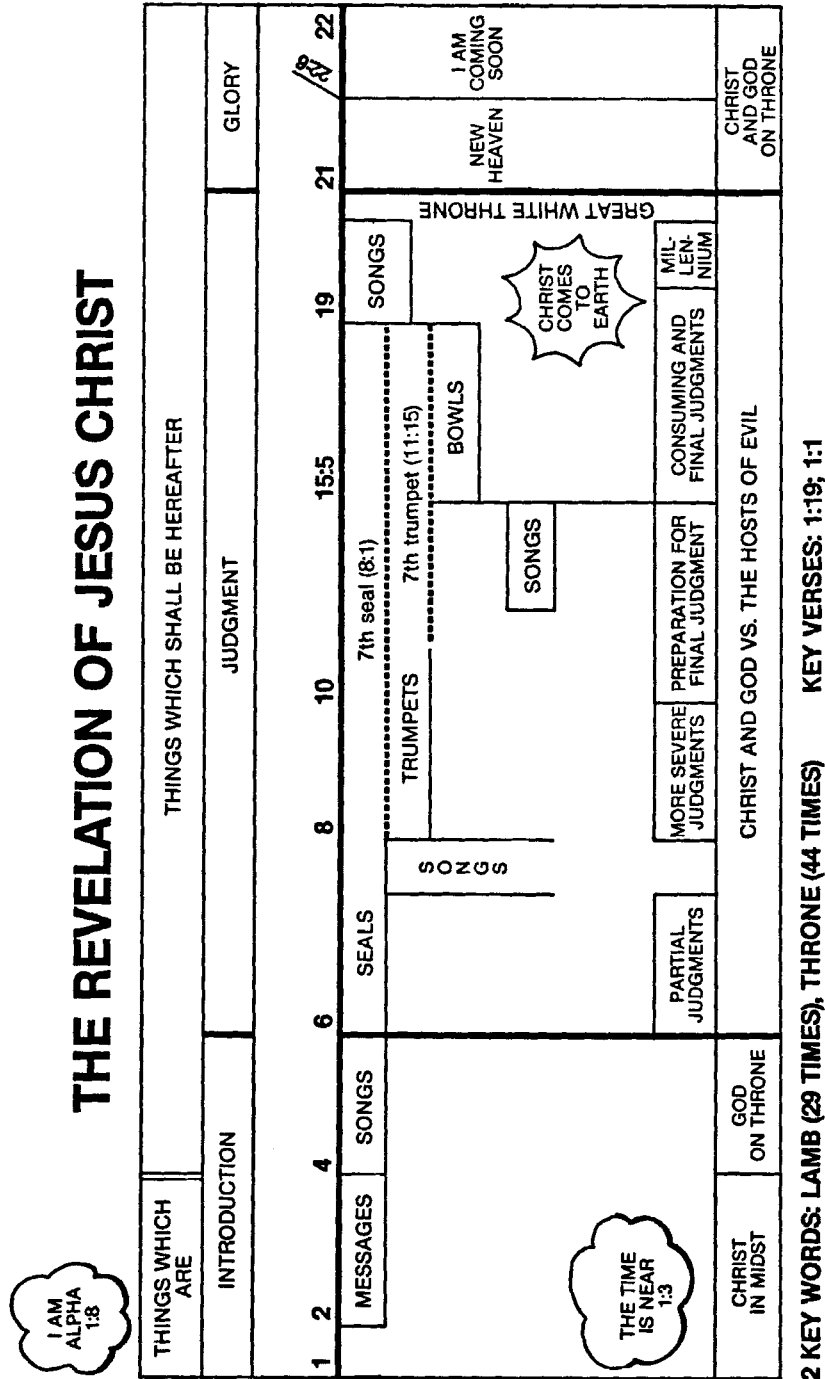 THE REVELATION OF JESUS CHRIST
I AM
ALPHA
1:8
THINGS WHICH
ARE
THINGS WHICH SHALL BE HEREAFTER
INTRODUCTION
JUDGMENT
GLORY
1
2
4
6
8
10
15:5
19
21
22:6
22
MESSAGES
SONGS
SEALS
7th seal (8:1)
SONGS
SONGS
TRUMPETS
7th trumpet (11:15)
BOWLS
SONGS
GREAT WHITE THRONE
NEW
HEAVEN
I AM
COMING
SOON
THE TIME
IS NEAR
1:3
CHRIST
COMES
TO
EARTH
PARTIAL
JUDGMENTS
MORE SEVERE
JUDGMENTS
PREPARATION FOR
FINAL JUDGMENT
CONSUMING AND
FINAL JUDGMENTS
MIL-
LEN-
NIUM
CHRIST
IN MIDST
GOD
ON THRONE
CHRIST AND GOD VS. THE HOSTS OF EVIL
CHRIST
AND GOD
ON THRONE
2 KEY WORDS: LAMB (29 TIMES), THRONE (44 TIMES) KEY VERSES: 1:19; 1:1